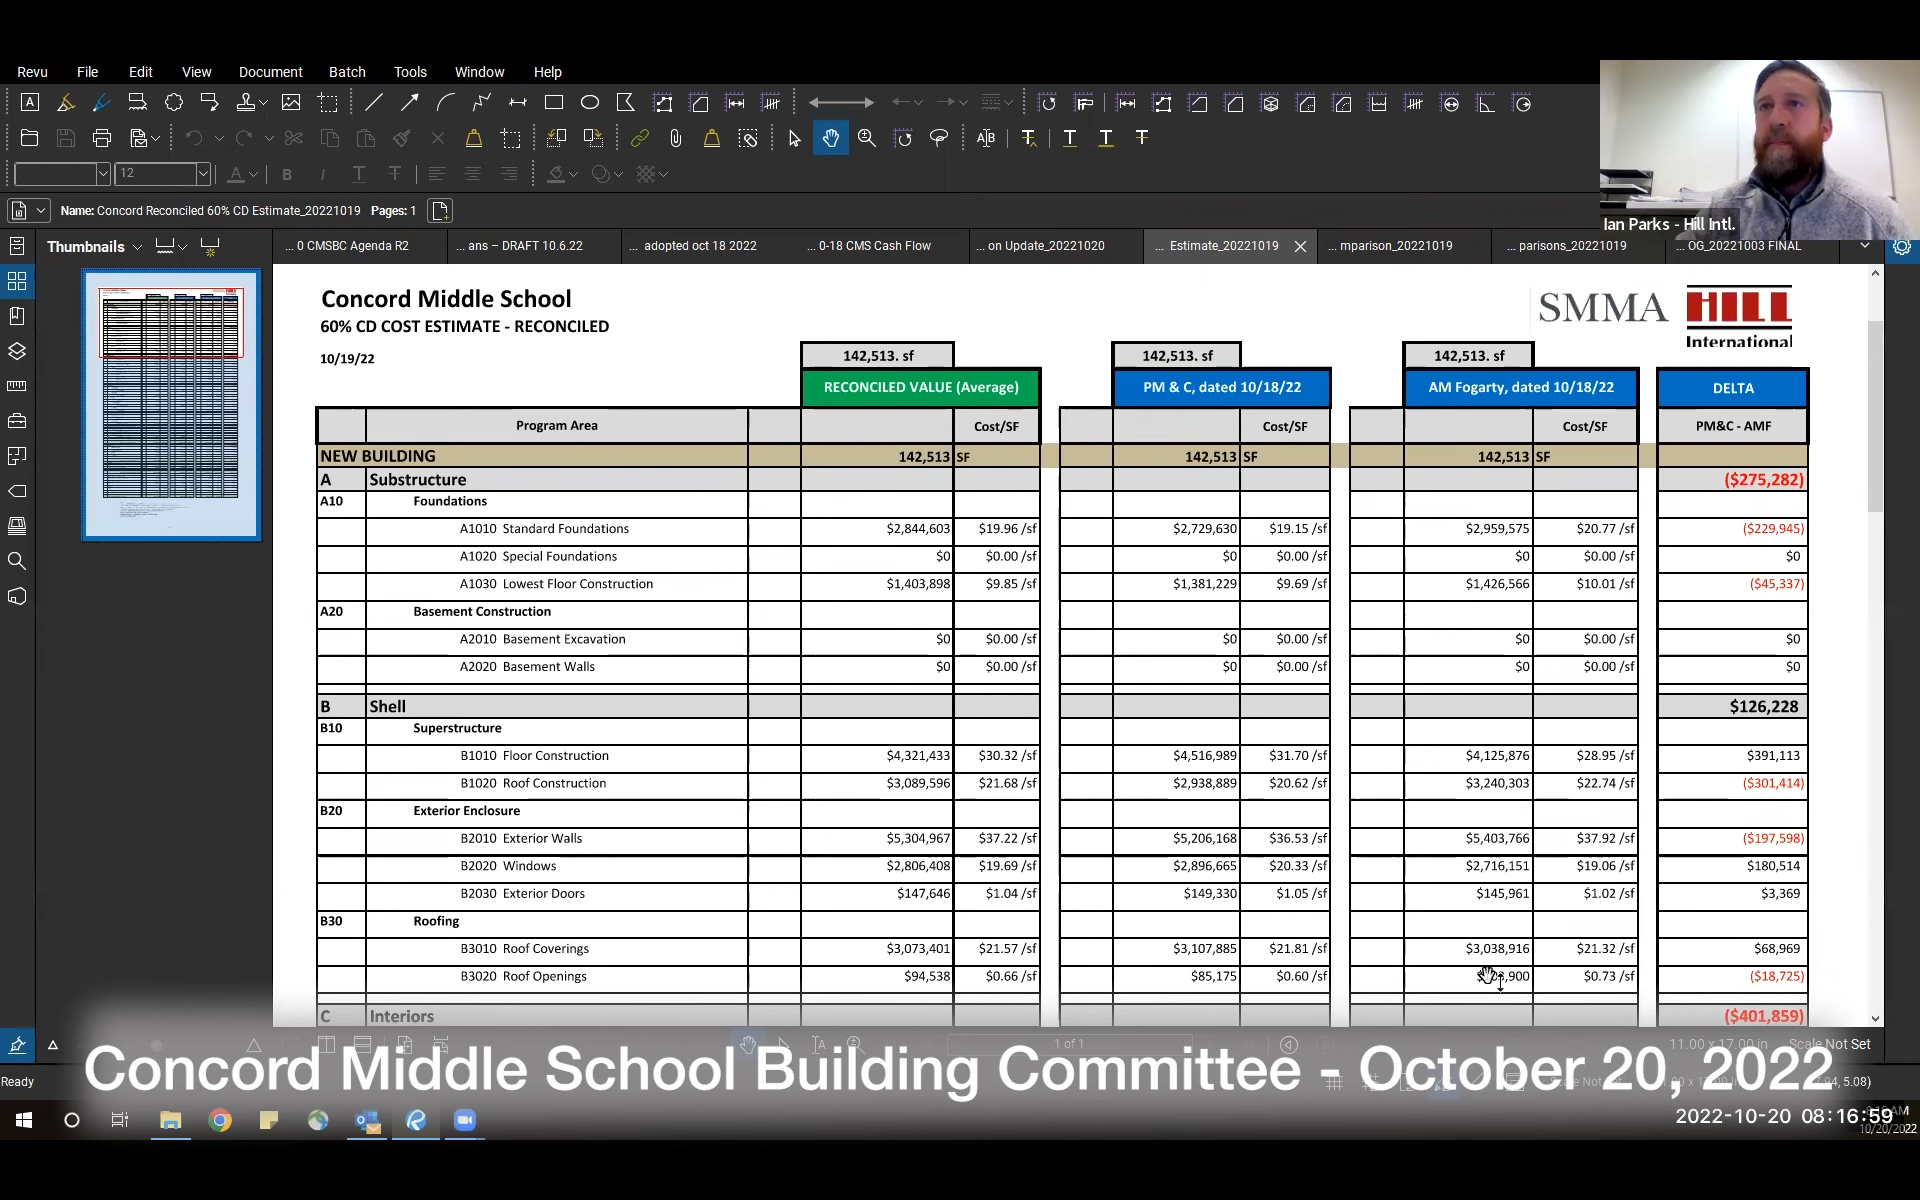 Revu File Edit View Document Batch Tools Window Help
12
Name: Concord Reconciled 60% CD Estimate_20221019 Pages: 1
Ian Parks - Hill Intl.
Thumbnails
... 0 CMSBC Agenda R2 ... ans – DRAFT 10.6.22 ... adopted oct 18 2022 ... 0-18 CMS Cash Flow ... on Update_20221020 ... Estimate_20221019 ... mparison_20221019 ... parisons_20221019 ... OG_20221003 FINAL
Concord Middle School
60% CD COST ESTIMATE - RECONCILED
10/19/22
SMMA HILL International
142,513. sf 142,513. sf 142,513. sf
RECONCILED VALUE (Average) PM & C, dated 10/18/22 AM Fogarty, dated 10/18/22 DELTA
Program Area Cost/SF Cost/SF Cost/SF PM&C - AMF
NEW BUILDING 142,513 SF 142,513 SF 142,513 SF
A Substructure ($275,282)
A10 Foundations
A1010 Standard Foundations $2,844,603 $19.96 /sf $2,729,630 $19.15 /sf $2,959,575 $20.77 /sf ($229,945)
A1020 Special Foundations $0 $0.00 /sf $0 $0.00 /sf $0 $0.00 /sf $0
A1030 Lowest Floor Construction $1,403,898 $9.85 /sf $1,381,229 $9.69 /sf $1,426,566 $10.01 /sf ($45,337)
A20 Basement Construction
A2010 Basement Excavation $0 $0.00 /sf $0 $0.00 /sf $0 $0.00 /sf $0
A2020 Basement Walls $0 $0.00 /sf $0 $0.00 /sf $0 $0.00 /sf $0
B Shell $126,228
B10 Superstructure
B1010 Floor Construction $4,321,433 $30.32 /sf $4,516,989 $31.70 /sf $4,125,876 $28.95 /sf $391,113
B1020 Roof Construction $3,089,596 $21.68 /sf $2,938,889 $20.62 /sf $3,240,303 $22.74 /sf ($301,414)
B20 Exterior Enclosure
B2010 Exterior Walls $5,304,967 $37.22 /sf $5,206,168 $36.53 /sf $5,403,766 $37.92 /sf ($197,598)
B2020 Windows $2,806,408 $19.69 /sf $2,896,665 $20.33 /sf $2,716,151 $19.06 /sf $180,514
B2030 Exterior Doors $147,646 $1.04 /sf $149,330 $1.05 /sf $145,961 $1.02 /sf $3,369
B30 Roofing
B3010 Roof Coverings $3,073,401 $21.57 /sf $3,107,885 $21.81 /sf $3,038,916 $21.32 /sf $68,969
B3020 Roof Openings $94,538 $0.66 /sf $85,175 $0.60 /sf $0.73 /sf ($18,725)
C Interiors ($401,859)
1 of 1 11.00 x 17.00 in Scale Not Set
Concord Middle School Building Committee - October 20, 2022
Ready
2022-10-20 08:16:59
10/20/2022